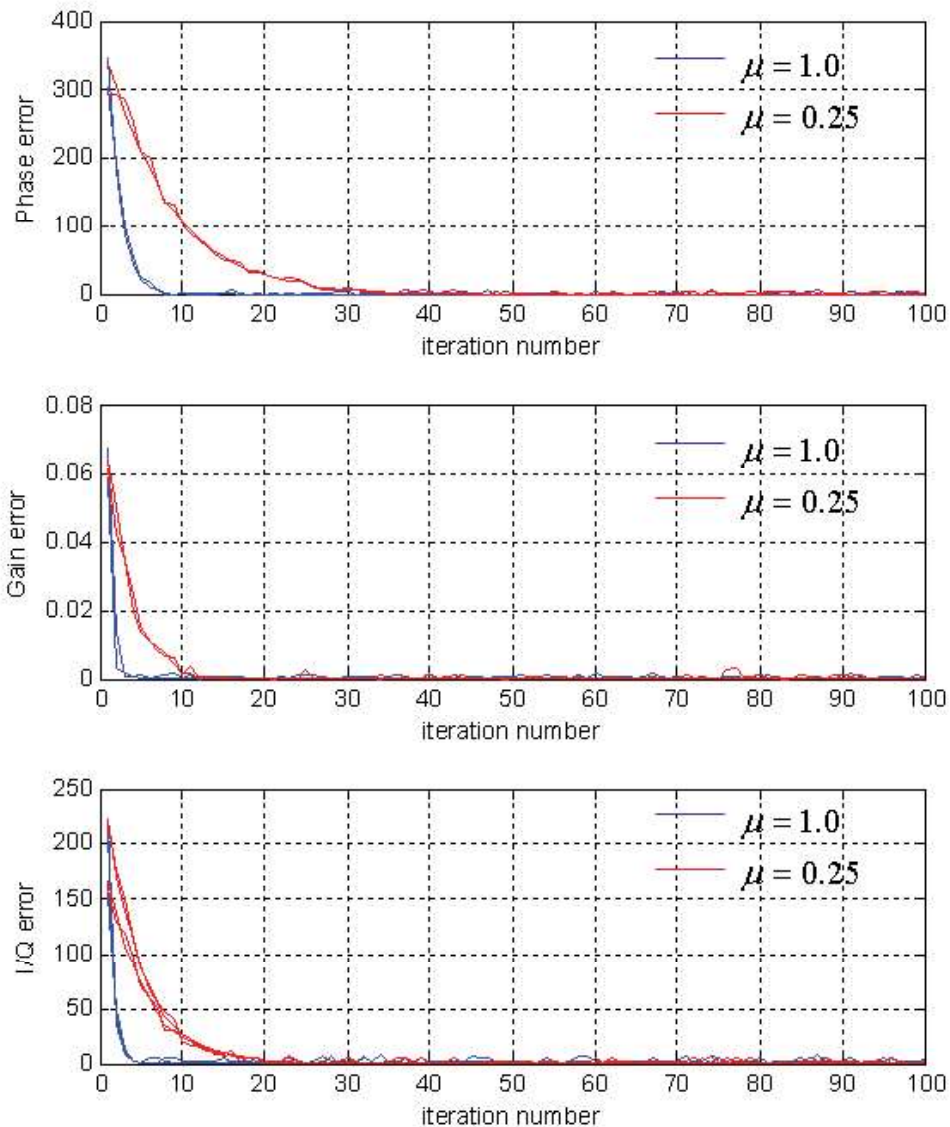 400
300
200
100
0
Phase error
μ = 1.0
μ = 0.25
0 10 20 30 40 50 60 70 80 90 100
iteration number
0.08
0.06
0.04
0.02
0
Gain error
μ = 1.0
μ = 0.25
0 10 20 30 40 50 60 70 80 90 100
iteration number
250
200
150
100
50
0
I/Q error
μ = 1.0
μ = 0.25
0 10 20 30 40 50 60 70 80 90 100
iteration number